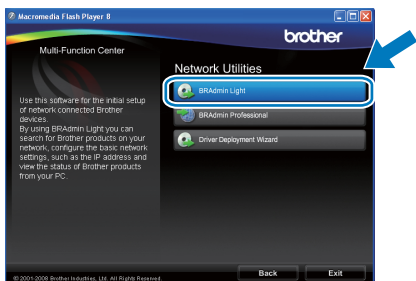 Macromedia Flash Player 8
brother
Multi-Function Center
Network Utilities
BRAdmin Light
BRAdmin Professional
Driver Deployment Wizard
Use this software for the initial setup
of network connected Brother
devices.
By using BRAdmin Light you can
search for Brother products on your
network, configure the basic network
settings, such as the IP address and
view the status of Brother products
from your PC.
© 2001-2008 Brother Industries, Ltd. All Rights Reserved.
Back
Exit